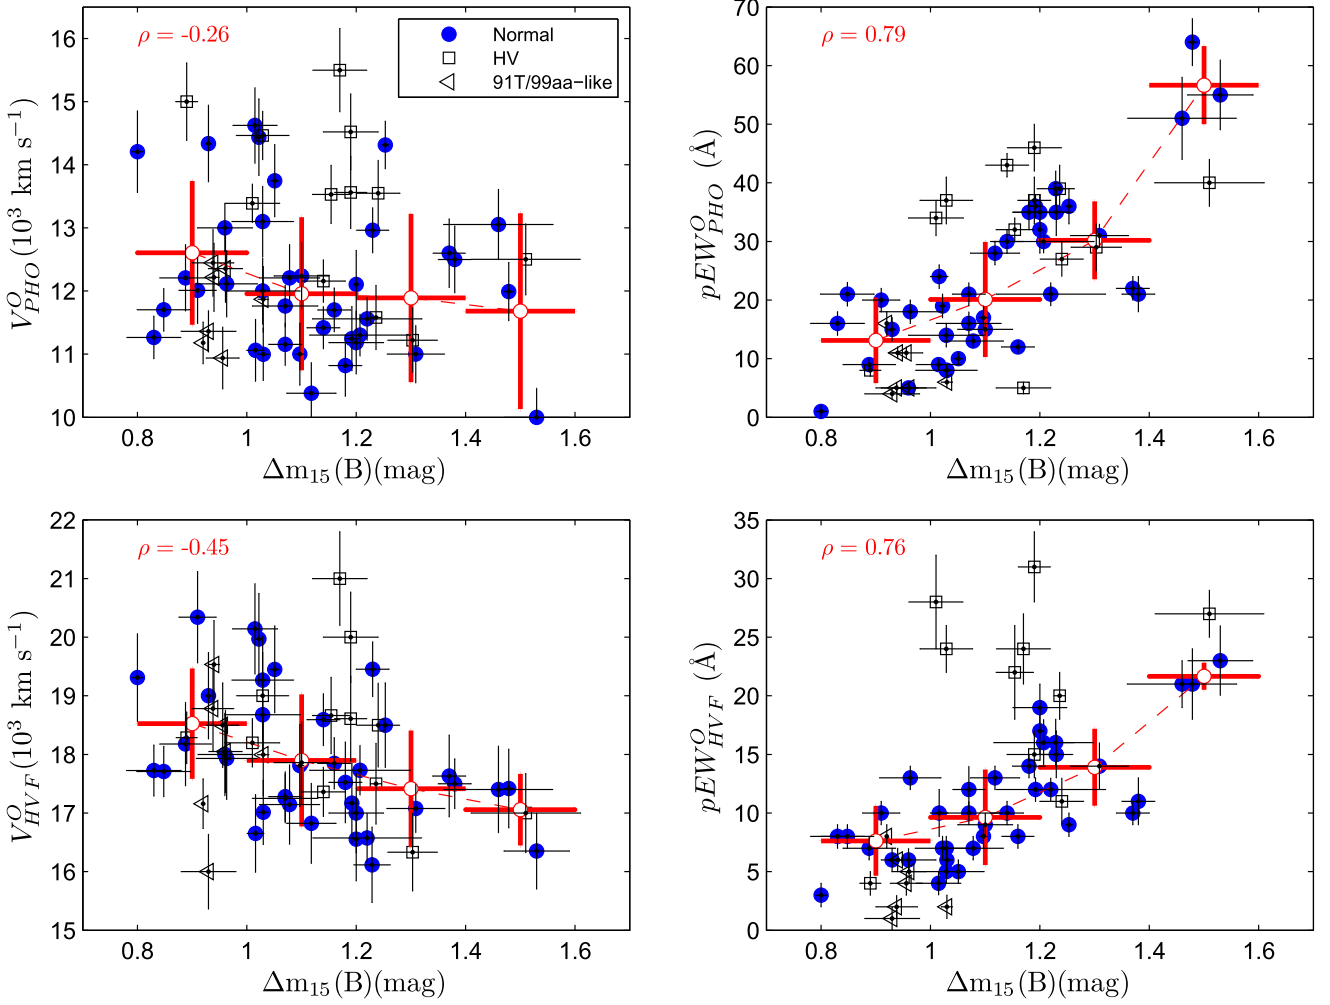 ρ = -0.26
Normal
HV
91T/99aa−like
V^O_PHO (10^3 km s^−1)
16
15
14
13
12
11
10
0.8 1 1.2 1.4 1.6
Δm_15(B)(mag)
ρ = 0.79
pEW^O_PHO (Å)
70
60
50
40
30
20
10
0
0.8 1 1.2 1.4 1.6
Δm_15(B)(mag)
ρ = -0.45
V^O_HVF (10^3 km s^−1)
22
21
20
19
18
17
16
15
0.8 1 1.2 1.4 1.6
Δm_15(B)(mag)
ρ = 0.76
pEW^O_HVF (Å)
35
30
25
20
15
10
5
0
0.8 1 1.2 1.4 1.6
Δm_15(B)(mag)